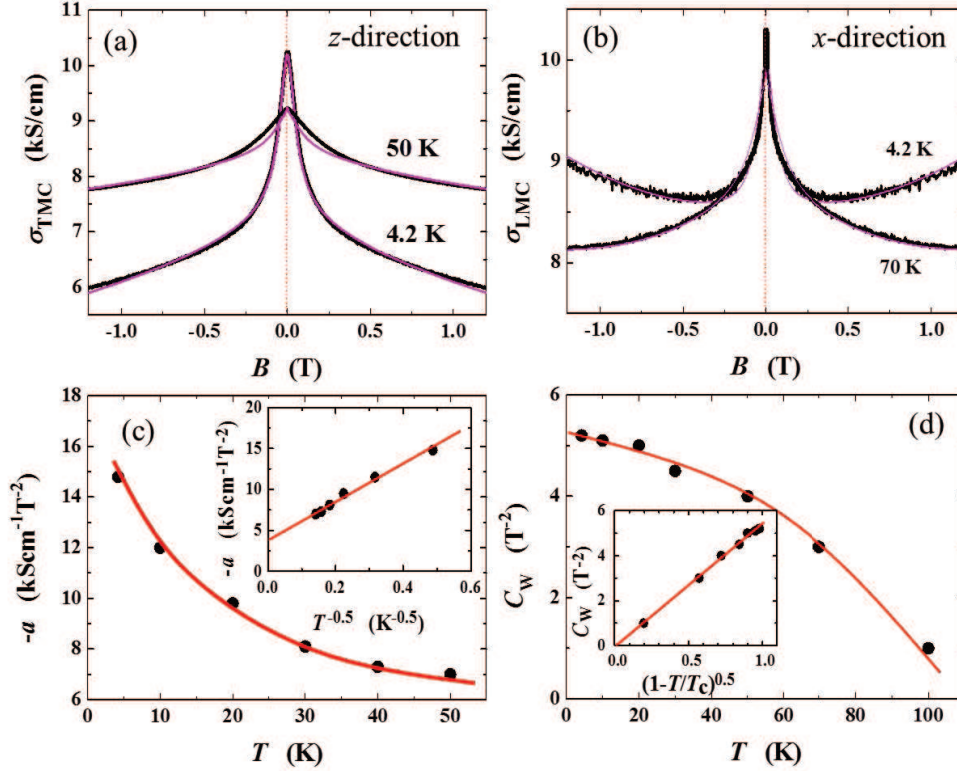 (a)
z-direction
11
10
9
8
7
6
σTMC (kS/cm)
50 K
4.2 K
-1.0 -0.5 0.0 0.5 1.0
B (T)
(b)
x-direction
10
9
8
σLMC (kS/cm)
4.2 K
70 K
-1.0 -0.5 0.0 0.5 1.0
B (T)
(c)
18
16
14
12
10
8
6
-a (kScm-1T-2)
0 10 20 30 40 50
T (K)
20
15
10
5
0
-a (kScm-1T-2)
0.0 0.2 0.4 0.6
T-0.5 (K-0.5)
(d)
6
4
2
0
CW (T-2)
0 20 40 60 80 100
T (K)
6
4
2
0
CW (T-2)
0.0 0.5 1.0
(1-T/Tc)0.5